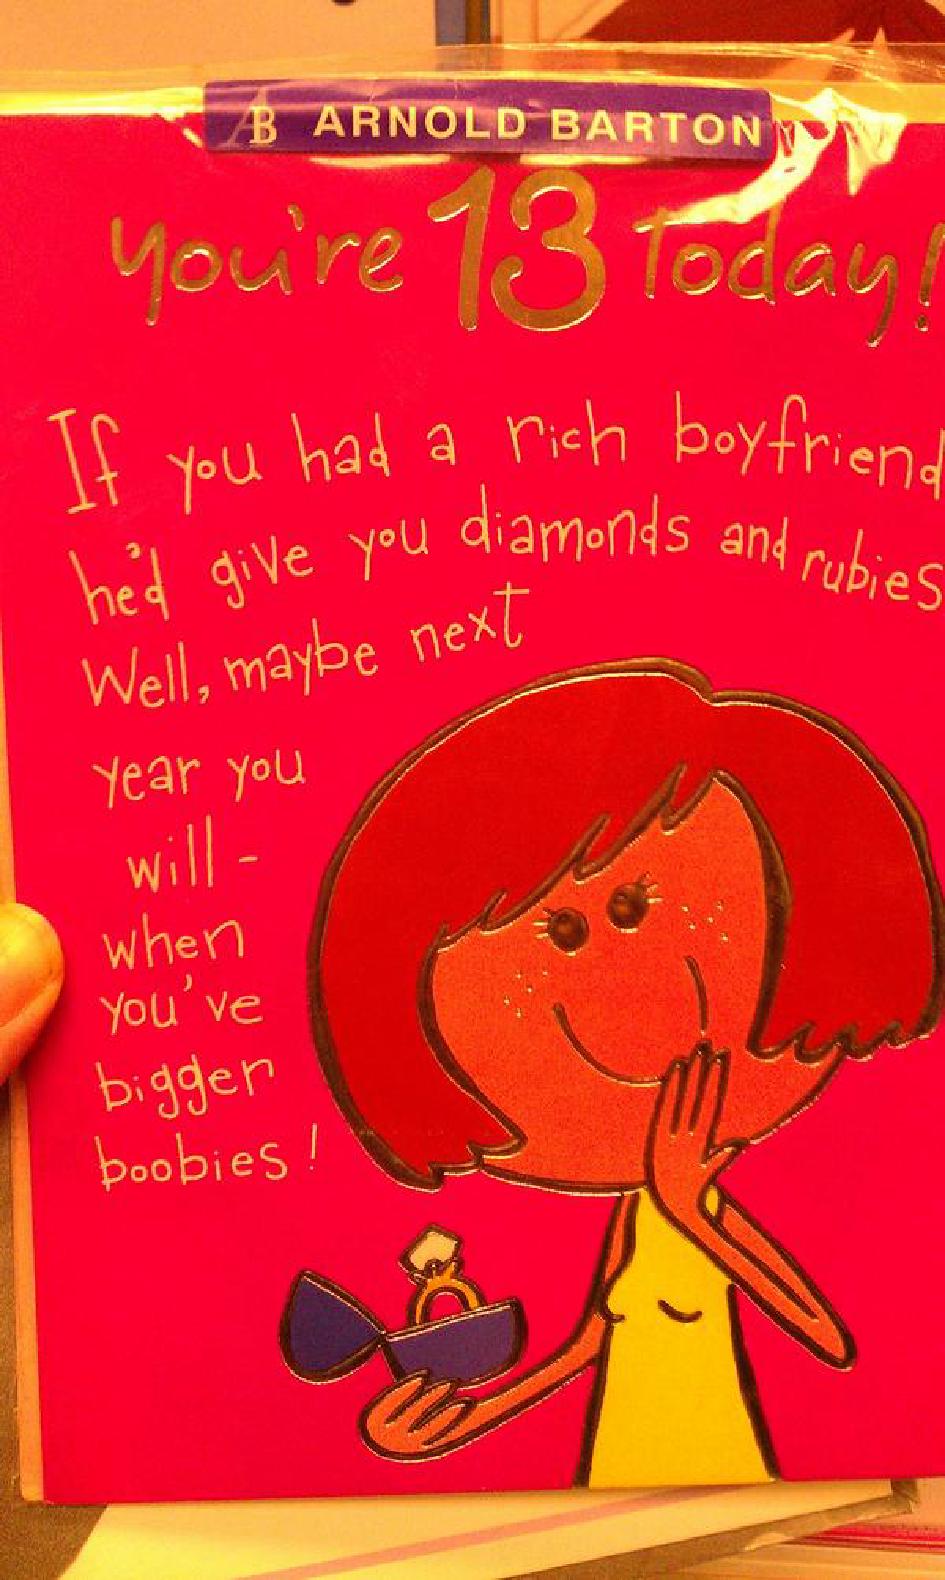 AB ARNOLD BARTON
you're 13 Today!
If you had a rich boyfriend
he'd give you diamonds and rubies
Well, maybe next
year you
will -
when
you've
bigger
boobies!